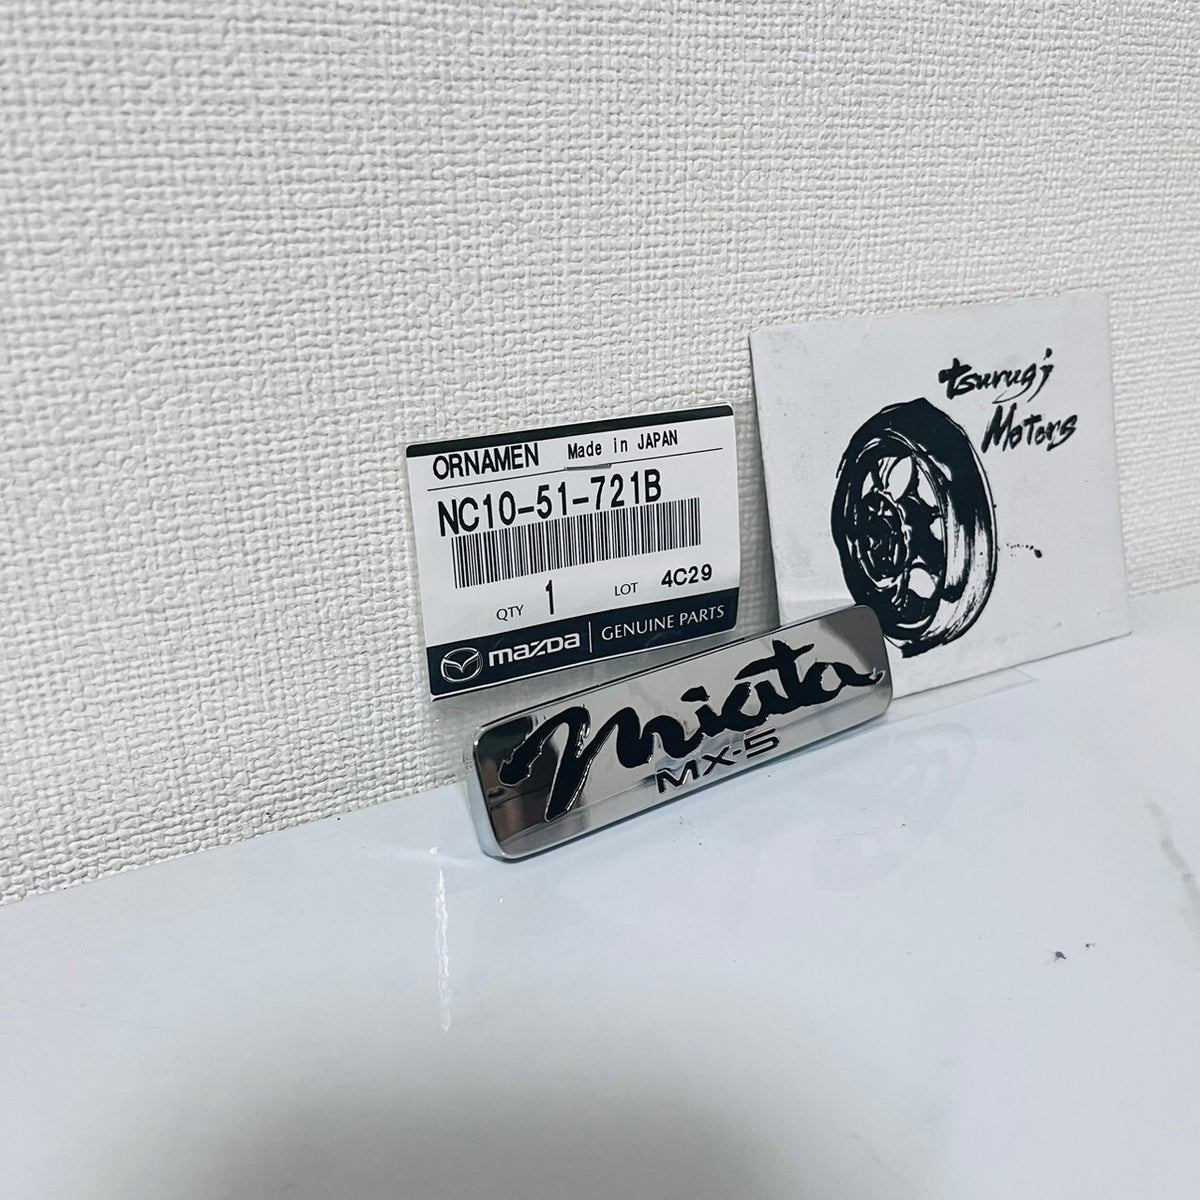 ORNAMEN Made in JAPAN
NC10-51-721B
QTY 1 LOT 4C29
mazda GENUINE PARTS
tsurugi
Motors
Miata
MX-5